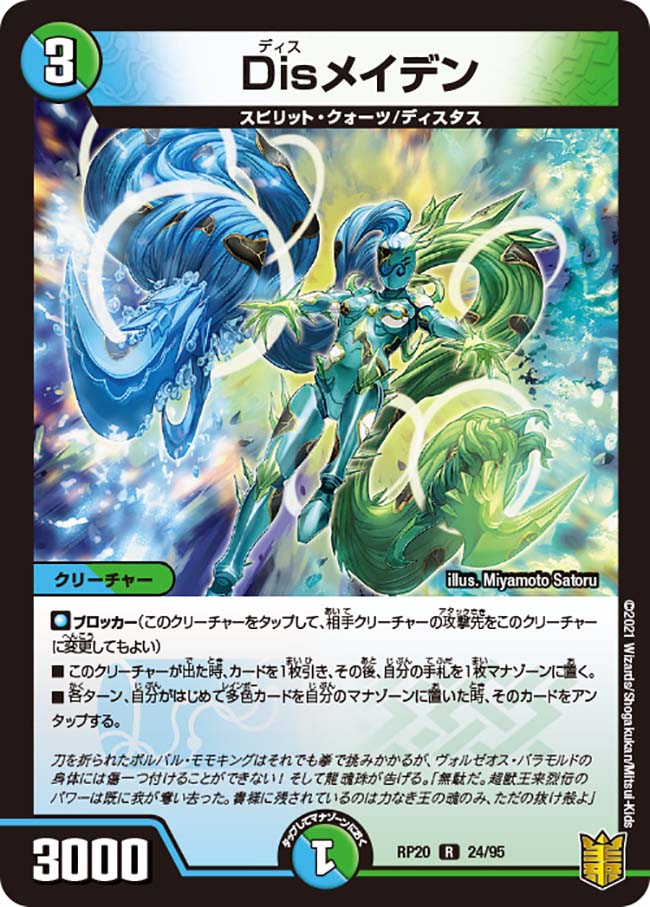 3
ディス
Disメイデン
スピリット・クォーツ/ディスタス
クリーチャー
illus. Miyamoto Satoru
ブロッカー(このクリーチャーをタップして、相手クリーチャーの攻撃先をこのクリーチャー
に変更してもよい)
■ このクリーチャーが出た時、カードを1枚引き、その後、自分の手札を1枚マナゾーンに置く。
■ 各ターン、自分がはじめて多色カードを自分のマナゾーンに置いた時、そのカードをアン
タップする。
刀を折られたボルバル・モモキングはそれでも拳で挑みかかるが、ヴォルゼオス・バラモルドの
身体には傷一つ付けることができない!そして龍魂珠が告げる。「無駄だ。超獣王来烈伝の
パワーは既に我が奪い去った。貴様に残されているのは力なき王の魂のみ、ただの抜け殻よ」
©2021 Wizards/Shogakukan/Mitsui-Kids
タップしてマナゾーンにおく
3000
1
RP20 R 24/95